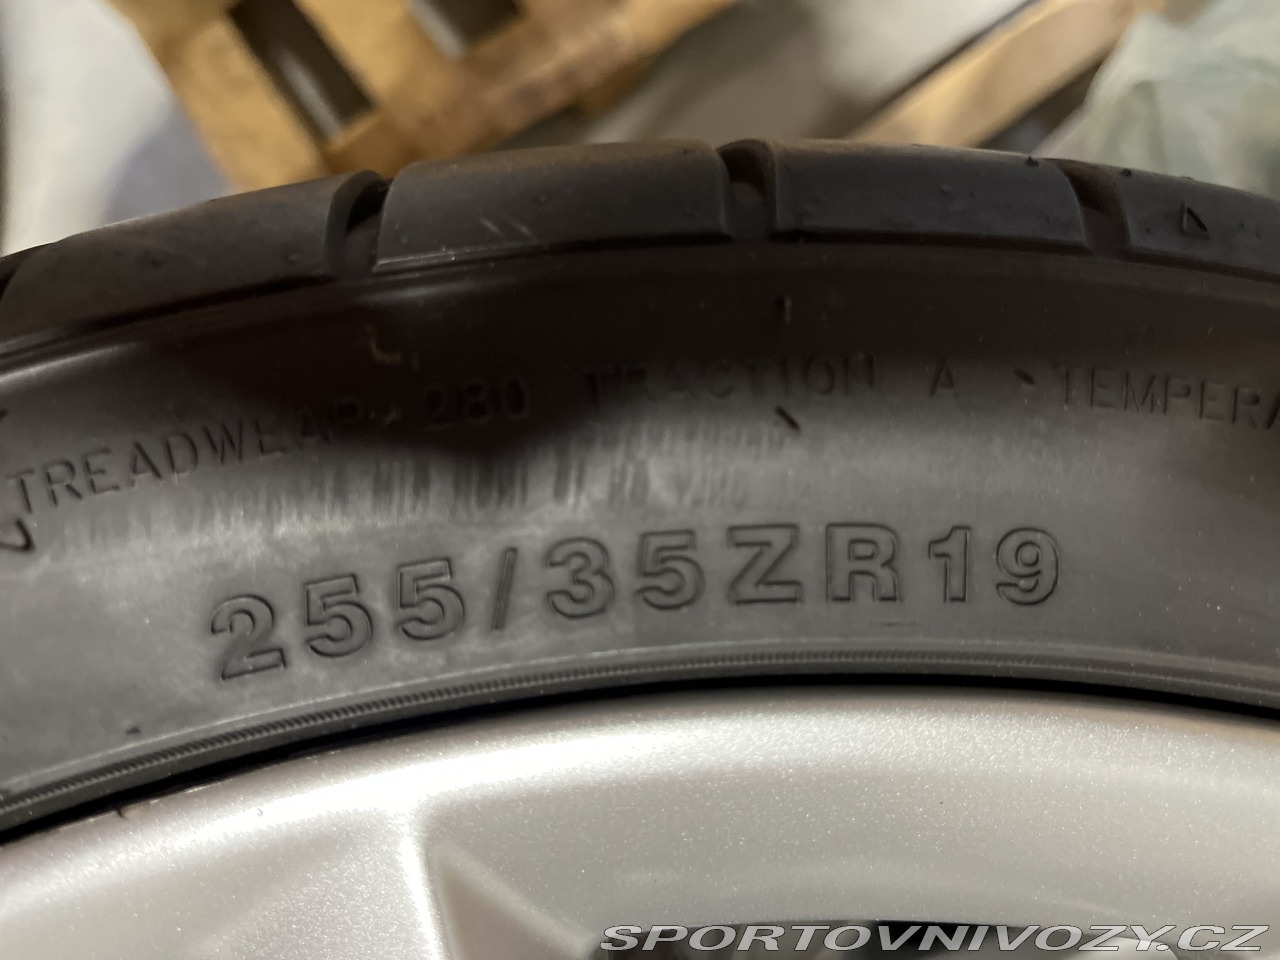 TREADWEAR 280 TRACTION A TEMPERA
255/35ZR19
SPORTOVNIVOZY.CZ